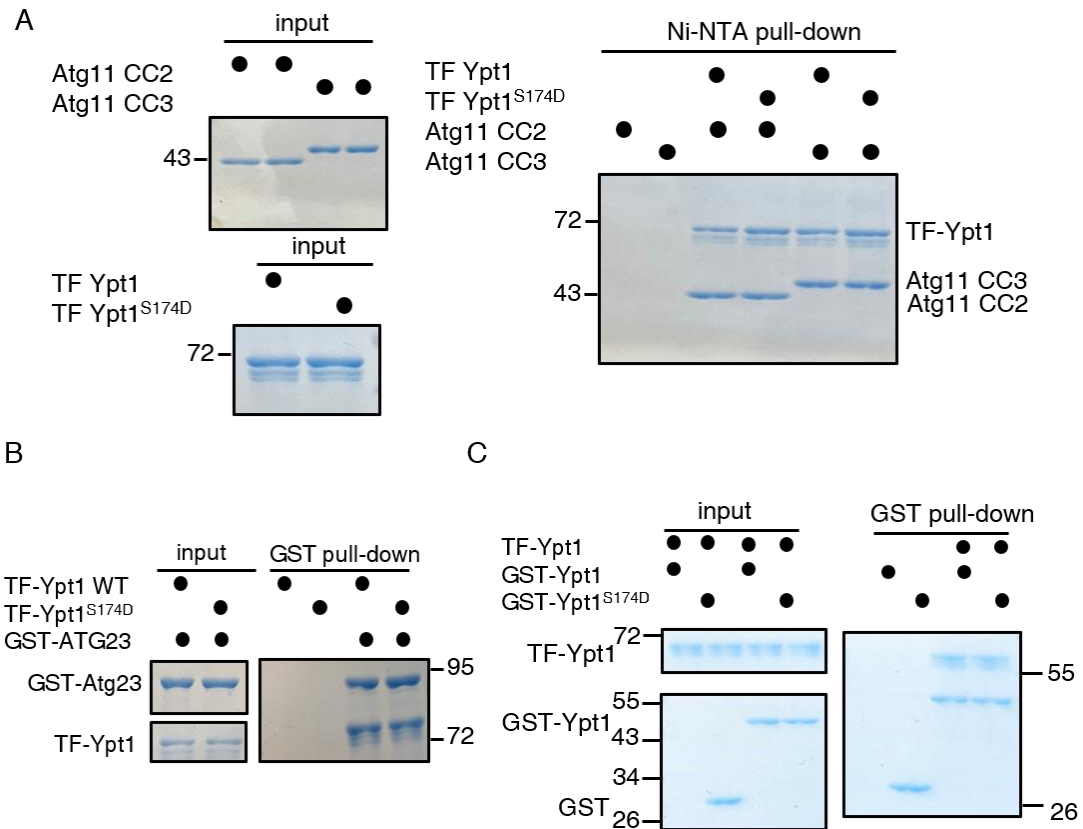 A
input
Atg11 CC2
Atg11 CC3
43
input
TF Ypt1
TF Ypt1S174D
72
Ni-NTA pull-down
TF Ypt1
TF Ypt1S174D
Atg11 CC2
Atg11 CC3
72
43
TF-Ypt1
Atg11 CC3
Atg11 CC2
B
input
GST pull-down
TF-Ypt1 WT
TF-Ypt1S174D
GST-ATG23
GST-Atg23
TF-Ypt1
95
72
C
input
GST pull-down
TF-Ypt1
GST-Ypt1
GST-Ypt1S174D
72
TF-Ypt1
55
GST-Ypt1
43
34
GST
26
55
26